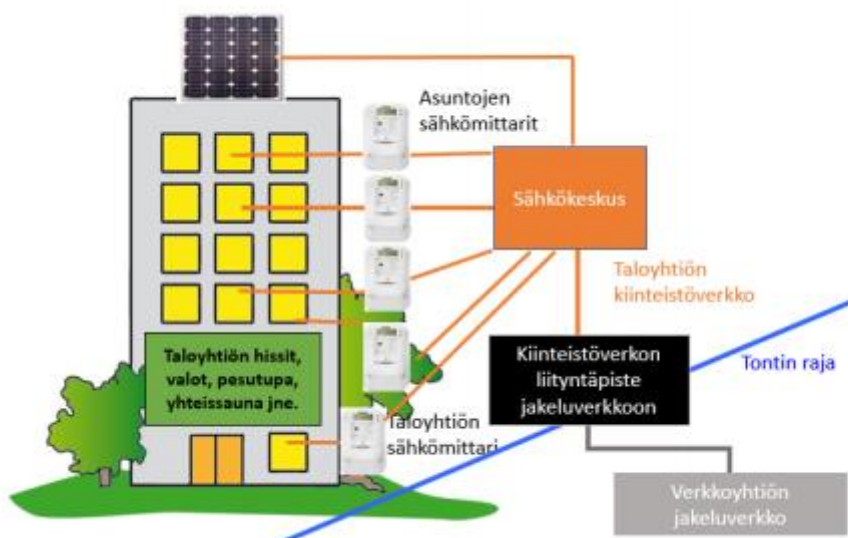 Asuntojen
sähkömittarit
Sähkökeskus
Taloyhtiön
kiinteistöverkko
Taloyhtiön hissit,
valot, pesutupa,
yhteissauna jne.
Kiinteistöverkon
liityntäpiste
jakeluverkkoon
Tontin raja
Taloyhtiön
sähkömittari
Verkkoyhtiön
jakeluverkko